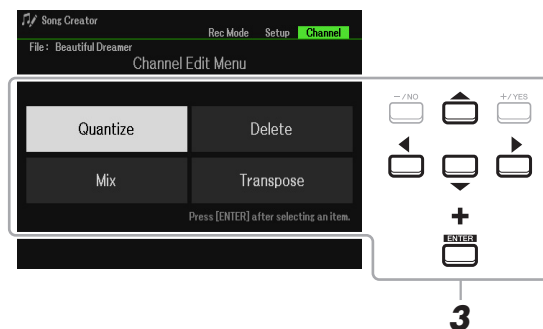 Song Creator
Rec Mode Setup Channel
File: Beautiful Dreamer
Channel Edit Menu
Quantize Delete
Mix Transpose
Press [ENTER] after selecting an item.
–/NO +/YES
+
ENTER
3